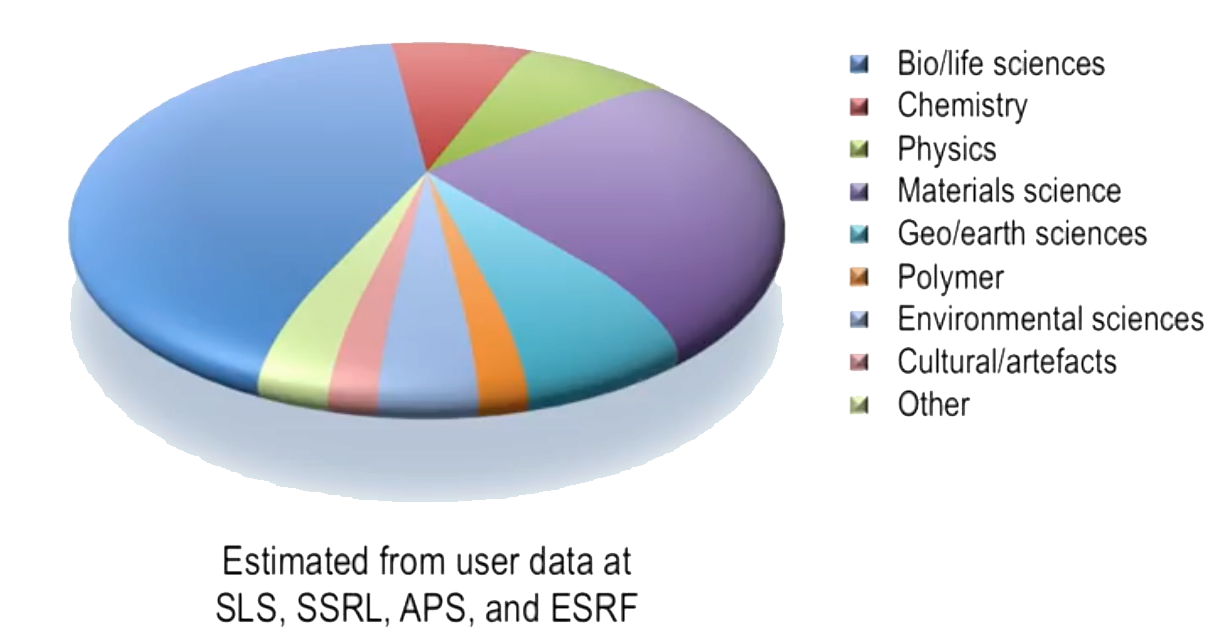 Bio/life sciences
Chemistry
Physics
Materials science
Geo/earth sciences
Polymer
Environmental sciences
Cultural/artefacts
Other
Estimated from user data at
SLS, SSRL, APS, and ESRF